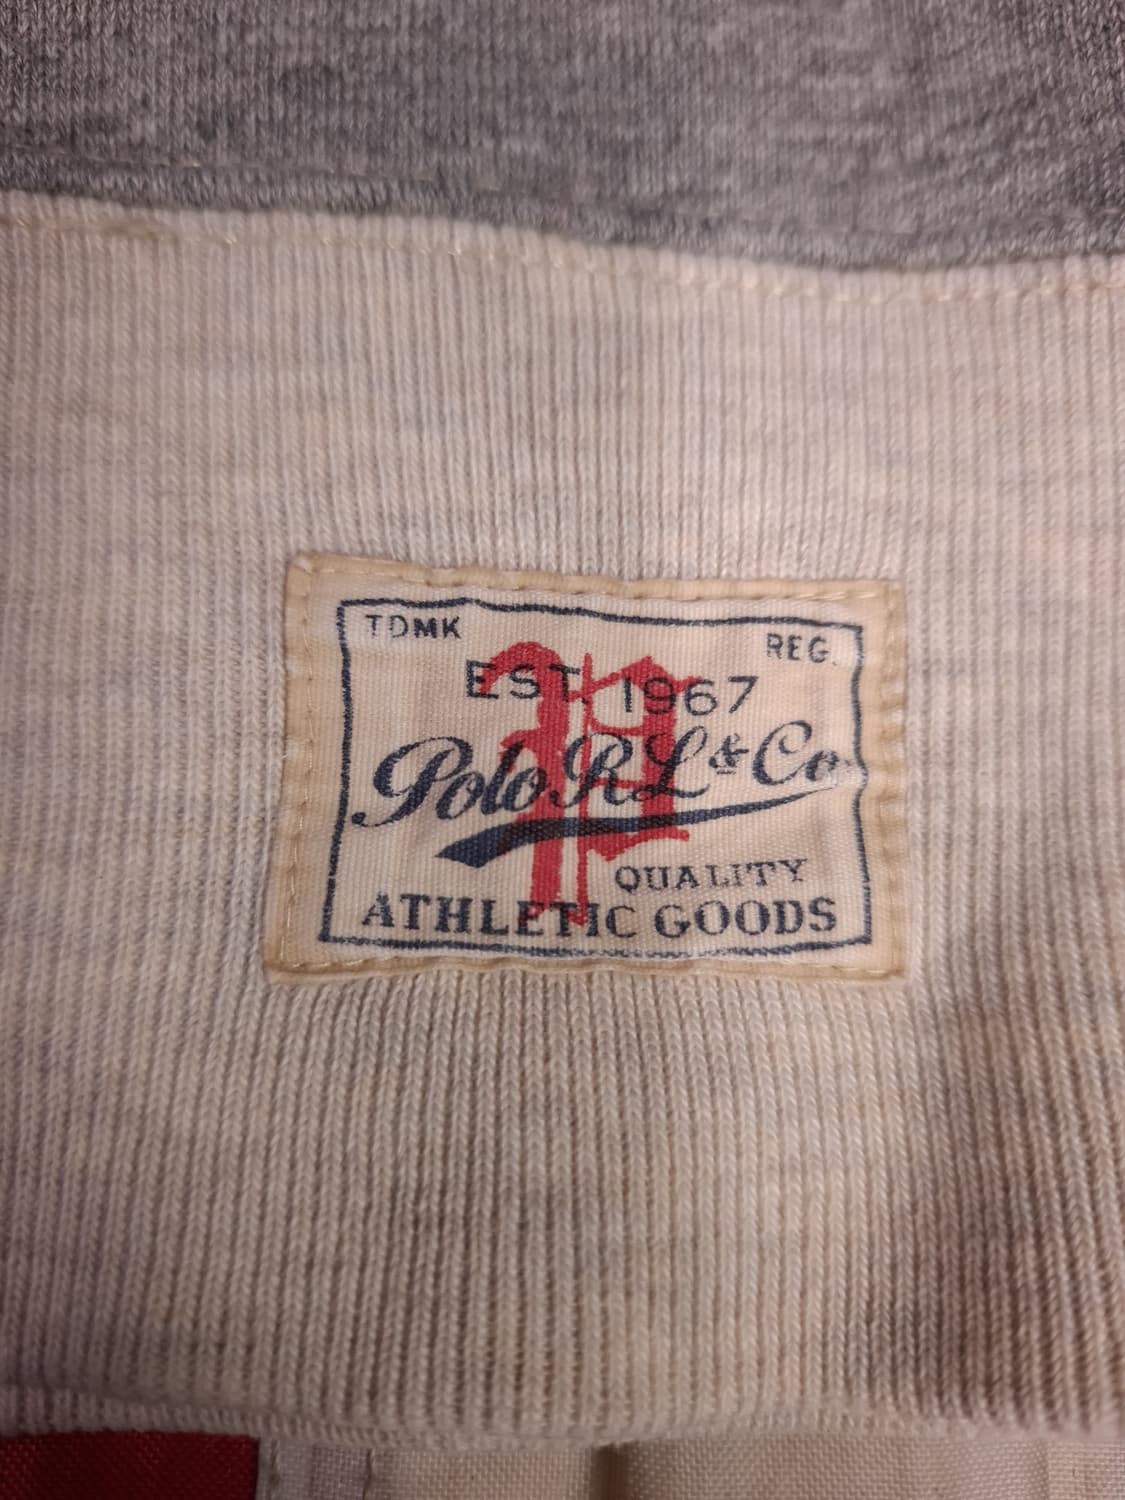 TDMK REG.
EST. 1967
P
Polo RL & Co
QUALITY
ATHLETIC GOODS